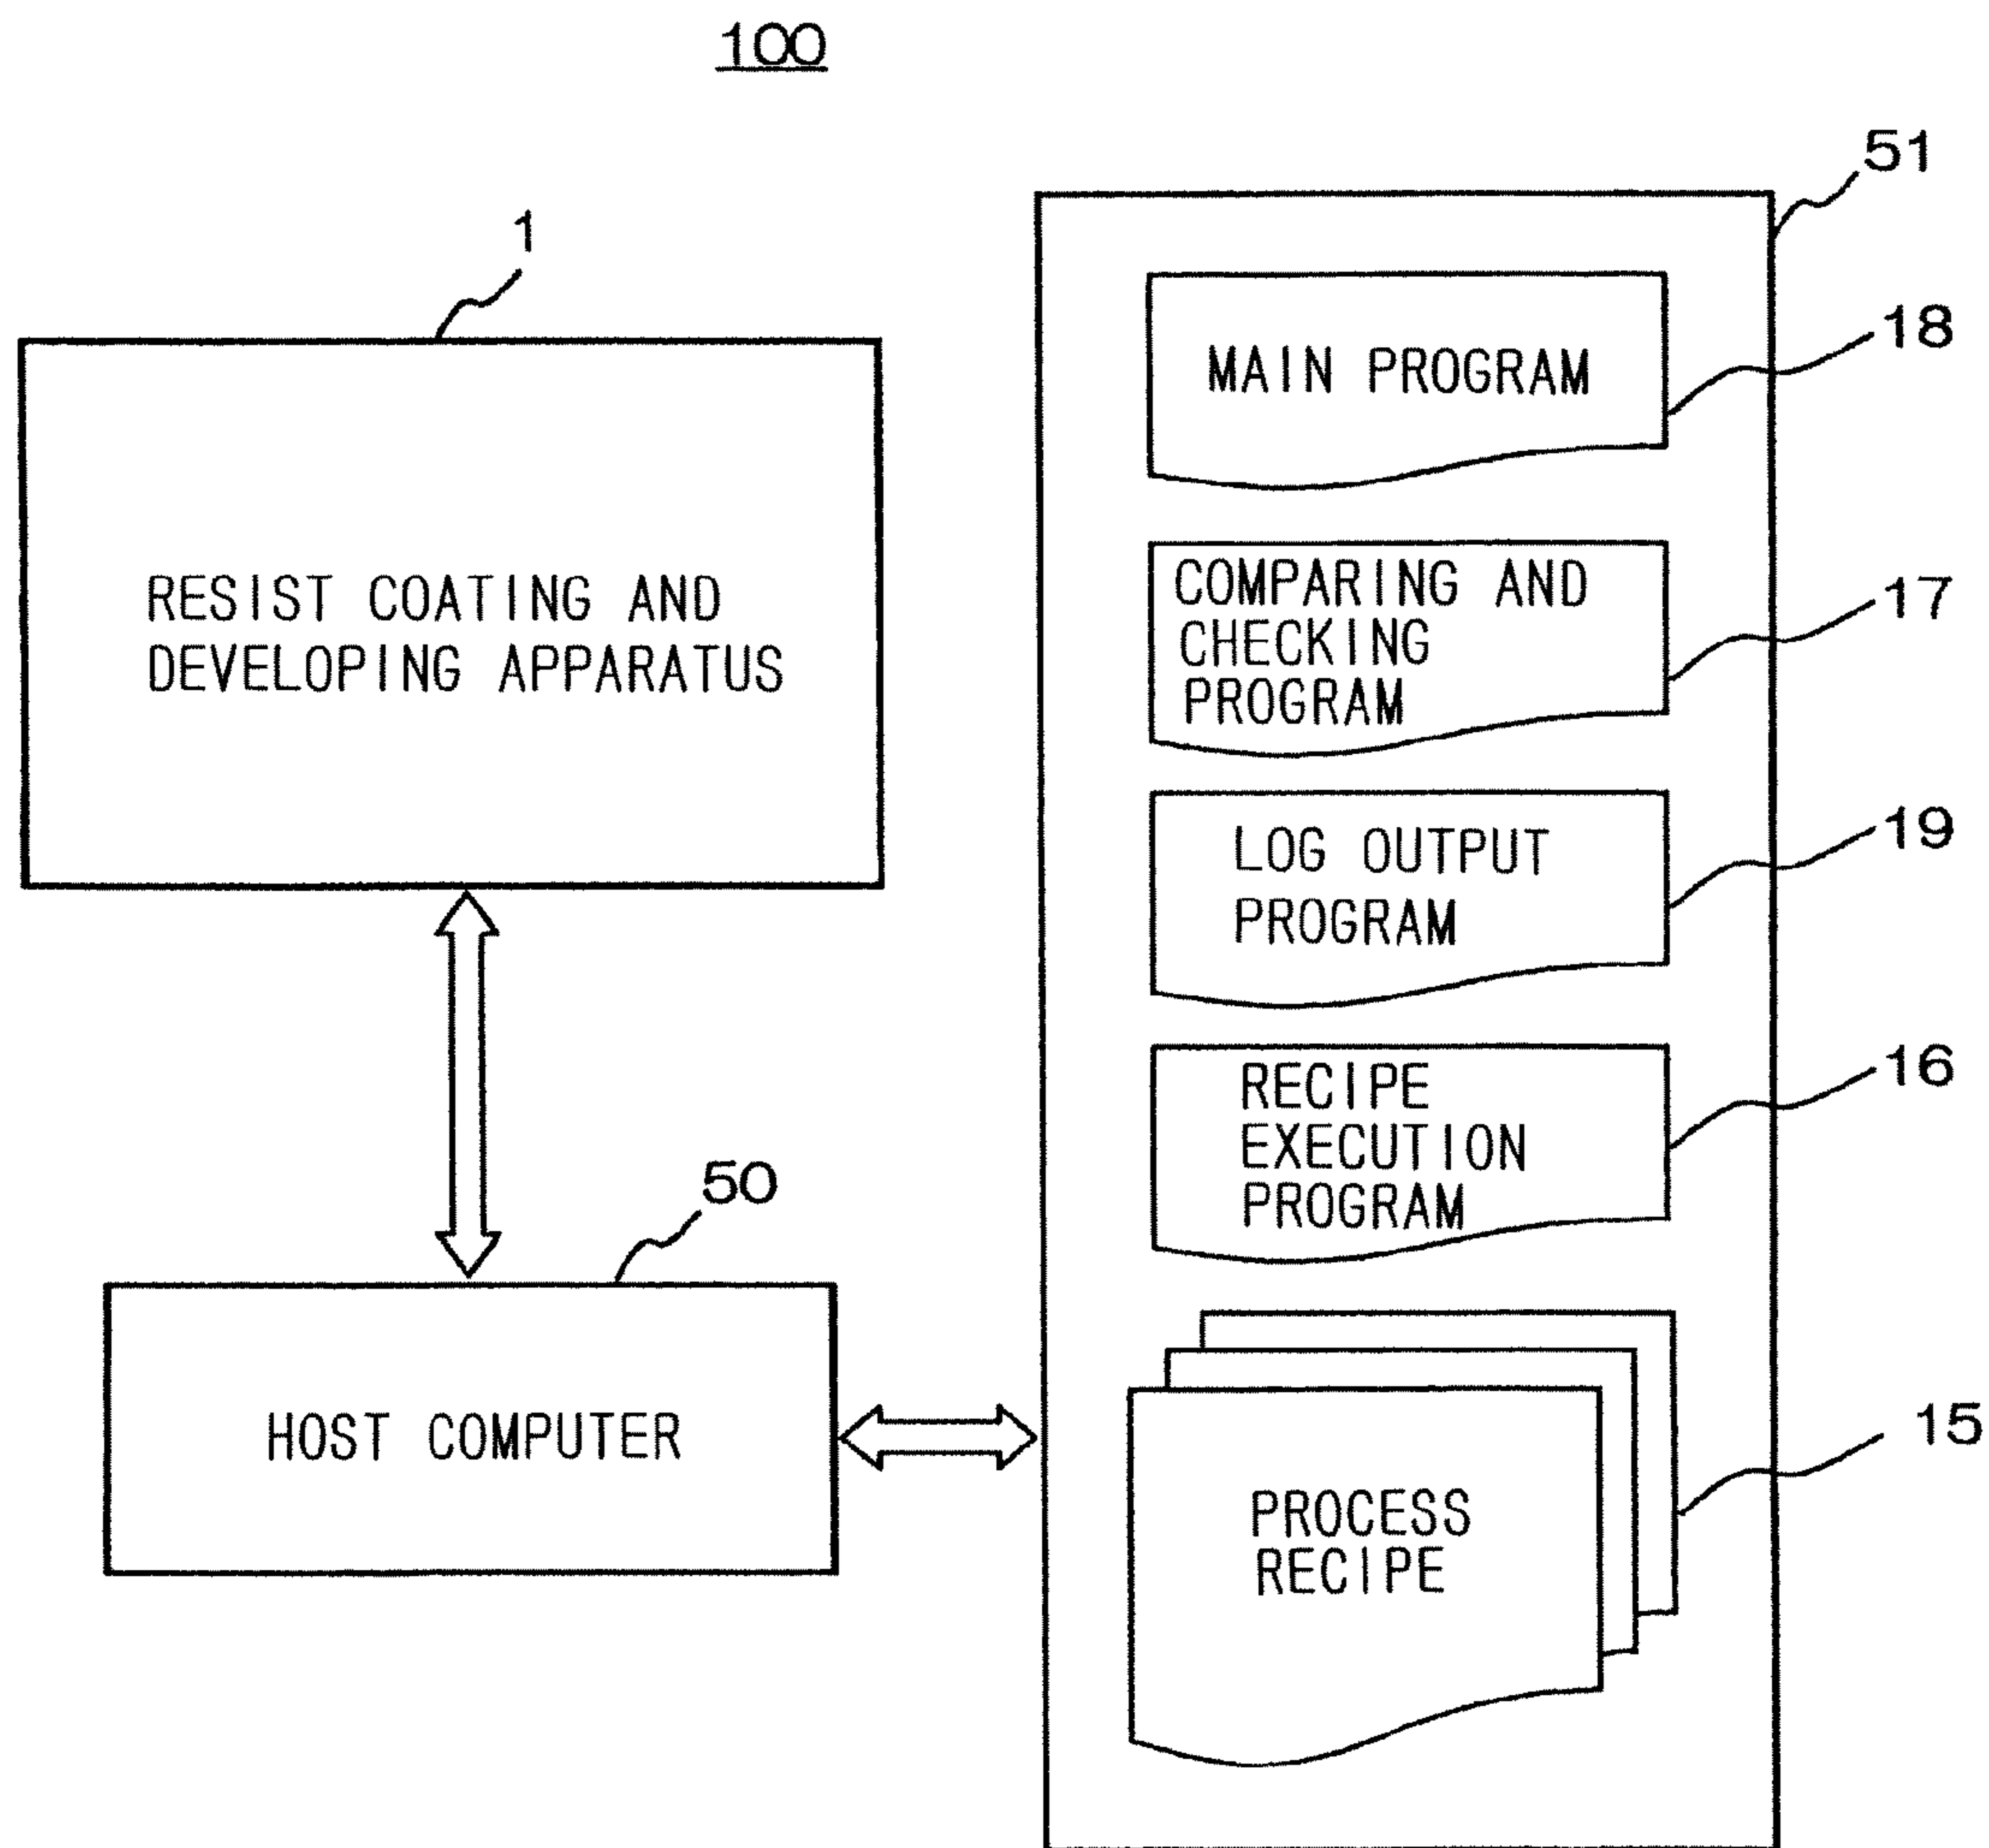 100
1
RESIST COATING AND
DEVELOPING APPARATUS
50
HOST COMPUTER
51
MAIN PROGRAM
18
COMPARING AND
CHECKING
PROGRAM
17
LOG OUTPUT
PROGRAM
19
RECIPE
EXECUTION
PROGRAM
16
PROCESS
RECIPE
15